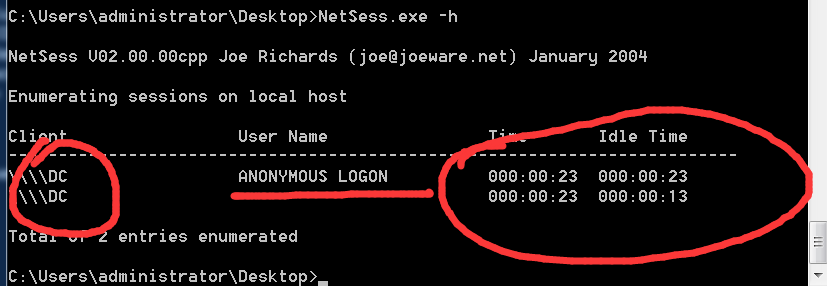 C:\Users\administrator\Desktop>NetSess.exe -h
NetSess V02.00.00cpp Joe Richards (joe@joeware.net) January 2004
Enumerating sessions on local host
Client User Name Time Idle Time
---------------------------------------------------------------------------
\\\\DC ANONYMOUS LOGON 000:00:23 000:00:23
\\\\DC 000:00:23 000:00:13
Total of 2 entries enumerated
C:\Users\administrator\Desktop>_